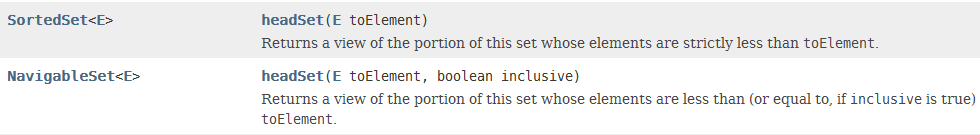 SortedSet<E> headSet(E toElement)
Returns a view of the portion of this set whose elements are strictly less than toElement.
NavigableSet<E> headSet(E toElement, boolean inclusive)
Returns a view of the portion of this set whose elements are less than (or equal to, if inclusive is true)
toElement.